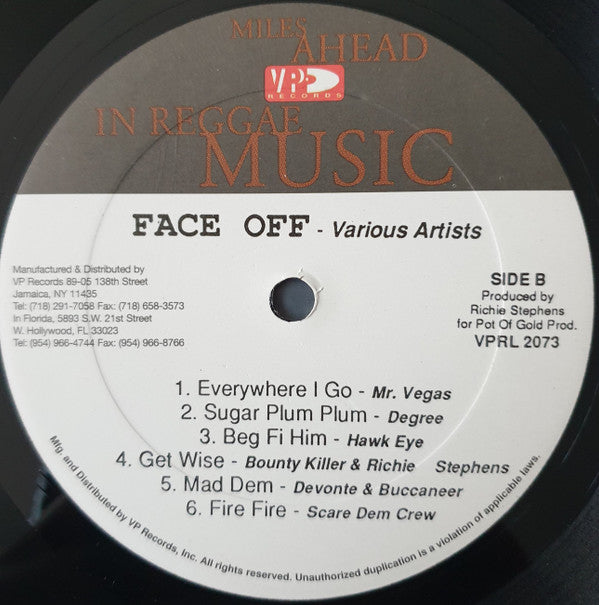 MILES AHEAD
VP
RECORDS
IN REGGAE
MUSIC
FACE OFF - Various Artists
Manufactured & Distributed by
VP Records 89-05 138th Street
Jamaica, NY 11435
Tel: (718) 291-7058 Fax: (718) 658-3573
In Florida, 5893 S.W. 21st Street
W. Hollywood, FL 33023
Tel: (954) 966-4744 Fax: (954) 966-8766
SIDE B
Produced by
Richie Stephens
for Pot Of Gold Prod.
VPRL 2073
1. Everywhere I Go - Mr. Vegas
2. Sugar Plum Plum - Degree
3. Beg Fi Him - Hawk Eye
4. Get Wise - Bounty Killer & Richie Stephens
5. Mad Dem - Devonte & Buccaneer
6. Fire Fire - Scare Dem Crew
Mfg. and Distributed by VP Records, Inc. All rights reserved. Unauthorized duplication is a violation of applicable laws.